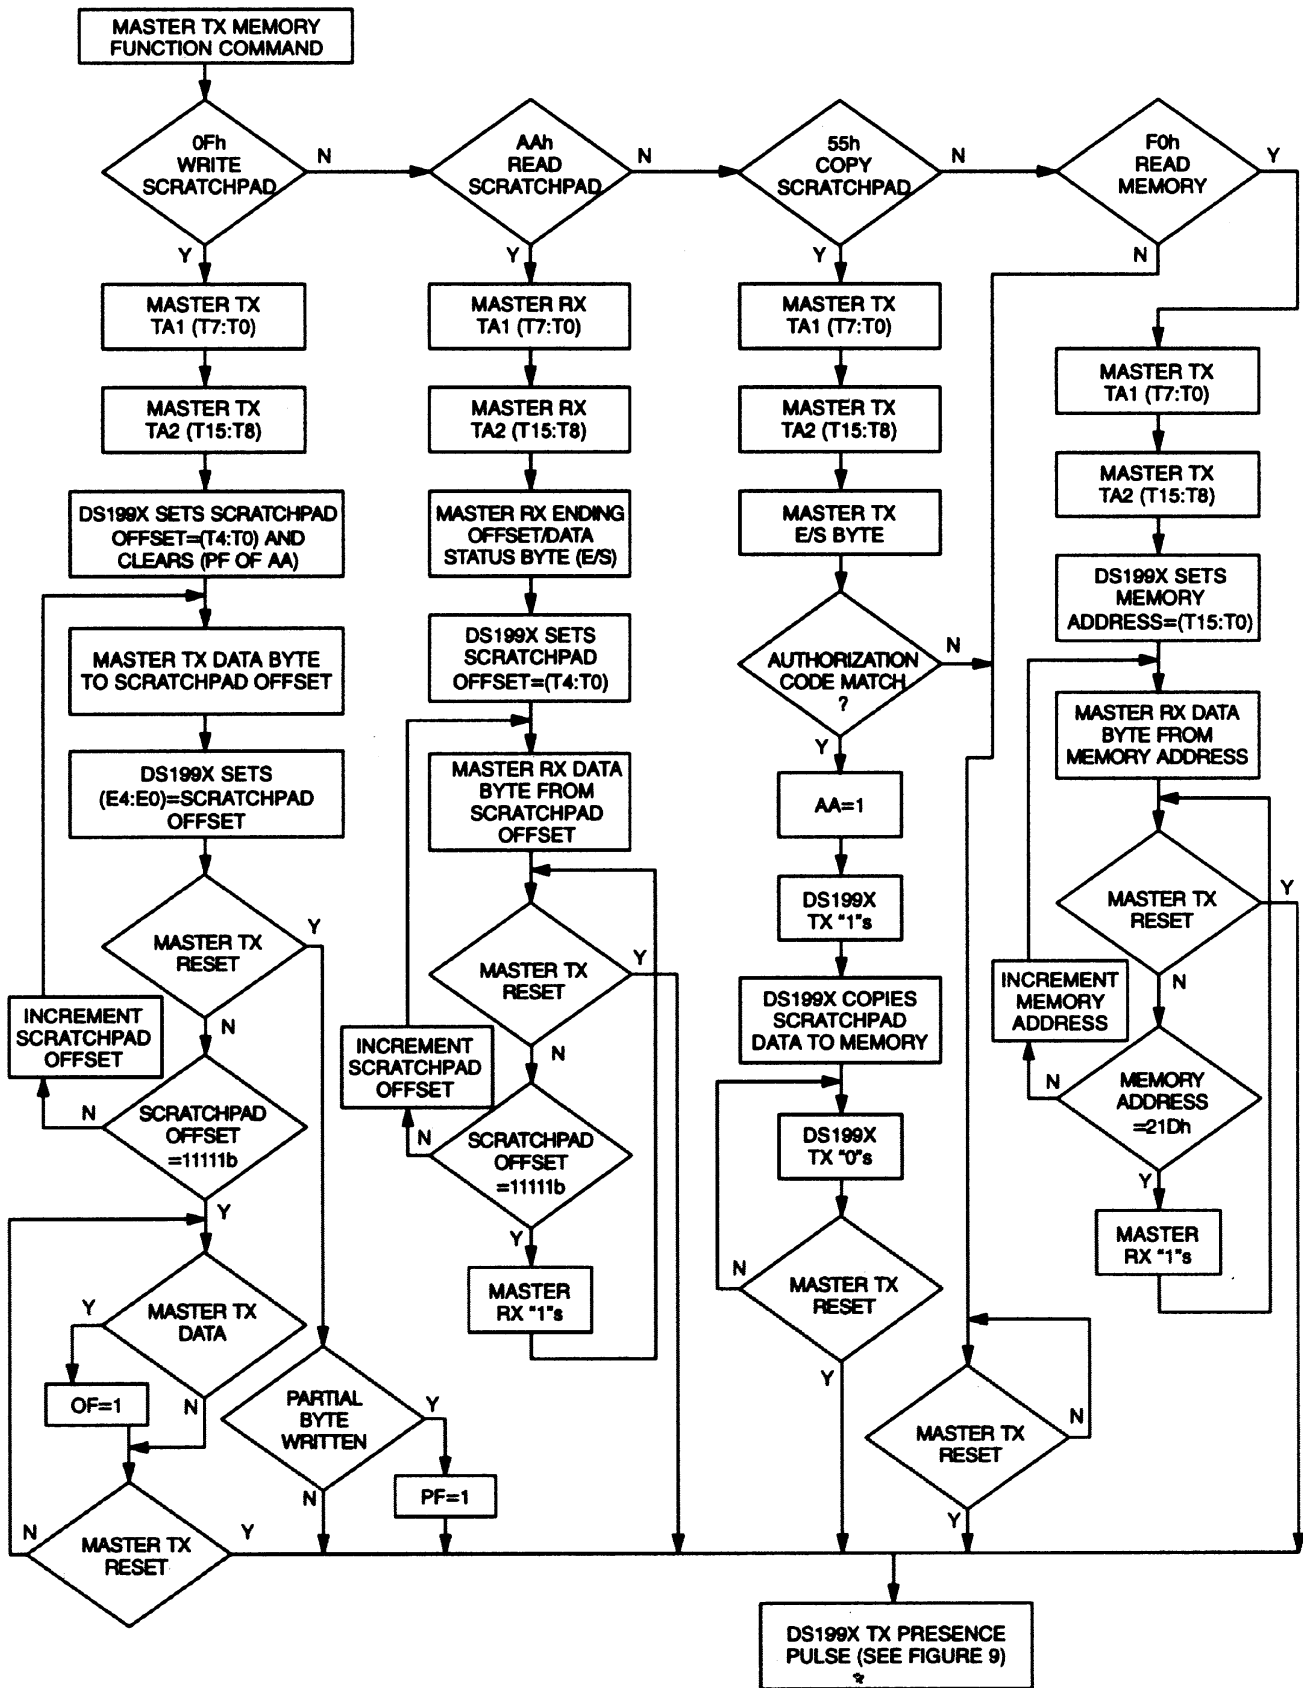 MASTER TX MEMORY
FUNCTION COMMAND
0Fh
WRITE
SCRATCHPAD
N
Y
AAh
READ
SCRATCHPAD
N
Y
55h
COPY
SCRATCHPAD
N
Y
F0h
READ
MEMORY
Y
N
MASTER TX
TA1 (T7:T0)
MASTER TX
TA2 (T15:T8)
DS199X SETS SCRATCHPAD
OFFSET=(T4:T0) AND
CLEARS (PF OF AA)
MASTER TX DATA BYTE
TO SCRATCHPAD OFFSET
DS199X SETS
(E4:E0)=SCRATCHPAD
OFFSET
MASTER TX
RESET
Y
N
INCREMENT
SCRATCHPAD
OFFSET
N
SCRATCHPAD
OFFSET
=11111b
Y
MASTER TX
DATA
Y
N
OF=1
MASTER TX
RESET
N
Y
PARTIAL
BYTE
WRITTEN
Y
N
PF=1
MASTER RX
TA1 (T7:T0)
MASTER RX
TA2 (T15:T8)
MASTER RX ENDING
OFFSET/DATA
STATUS BYTE (E/S)
DS199X SETS
SCRATCHPAD
OFFSET=(T4:T0)
MASTER RX DATA
BYTE FROM
SCRATCHPAD
OFFSET
MASTER TX
RESET
Y
N
INCREMENT
SCRATCHPAD
OFFSET
N
SCRATCHPAD
OFFSET
=11111b
Y
MASTER
RX "1"s
MASTER TX
TA1 (T7:T0)
MASTER TX
TA2 (T15:T8)
MASTER TX
E/S BYTE
AUTHORIZATION
CODE MATCH
?
N
Y
AA=1
DS199X
TX "1"s
DS199X COPIES
SCRATCHPAD
DATA TO MEMORY
DS199X
TX "0"s
N
MASTER TX
RESET
Y
MASTER TX
TA1 (T7:T0)
MASTER TX
TA2 (T15:T8)
DS199X SETS
MEMORY
ADDRESS=(T15:T0)
MASTER RX DATA
BYTE FROM
MEMORY ADDRESS
MASTER TX
RESET
Y
N
INCREMENT
MEMORY
ADDRESS
N
MEMORY
ADDRESS
=21Dh
Y
MASTER
RX "1"s
MASTER TX
RESET
N
Y
DS199X TX PRESENCE
PULSE (SEE FIGURE 9)